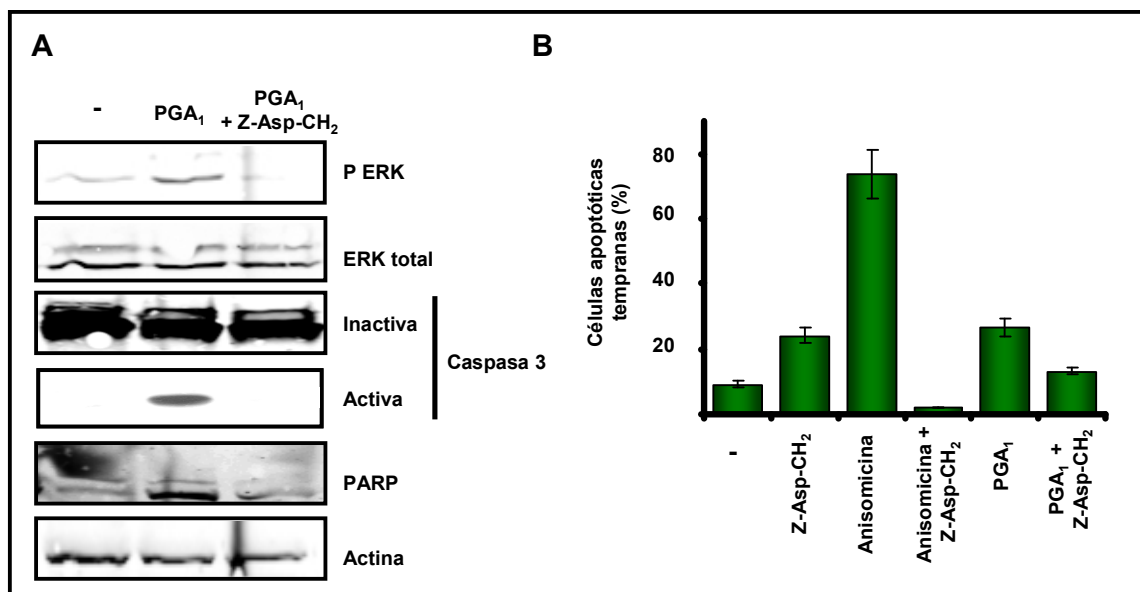 A
-
PGA₁
PGA₁
+ Z-Asp-CH₂
P ERK
ERK total
Inactiva
Caspasa 3
Activa
PARP
Actina
B
Células apoptóticas
tempranas (%)
80
60
40
20
-
Z-Asp-CH₂
Anisomicina
Anisomicina +
Z-Asp-CH₂
PGA₁
PGA₁ +
Z-Asp-CH₂